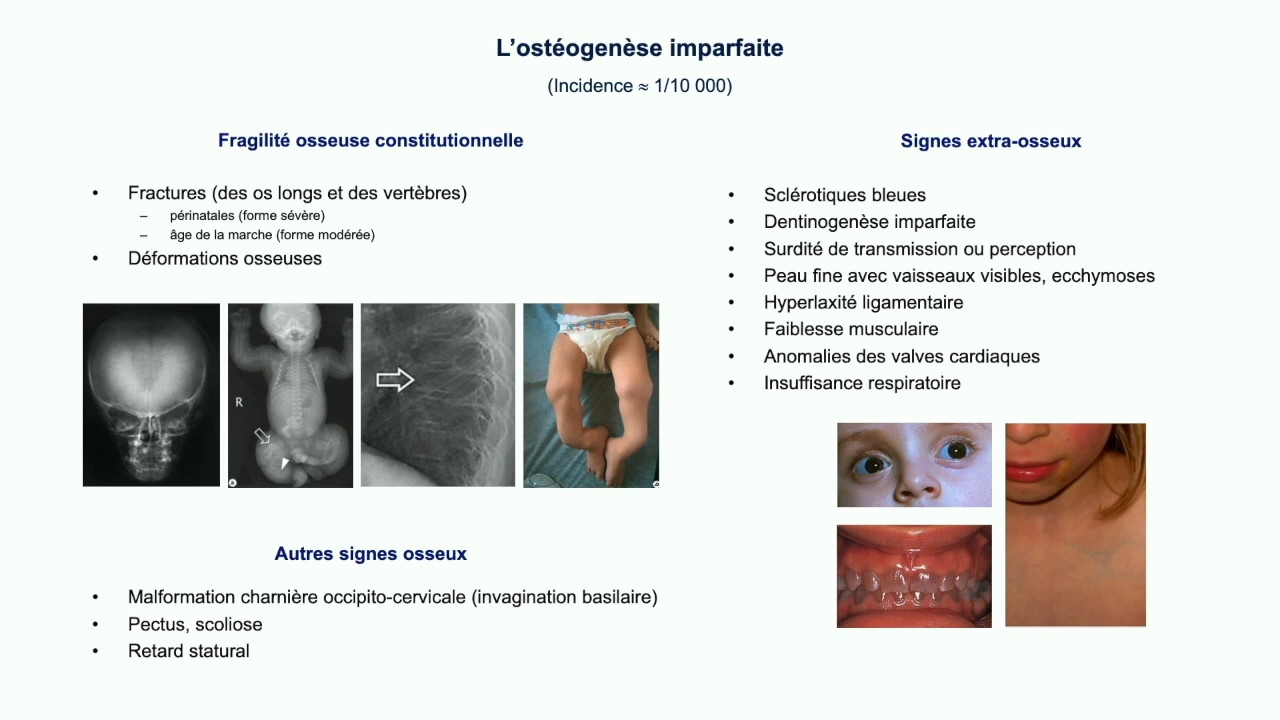 L’ostéogenèse imparfaite
(Incidence ≈ 1/10 000)
Fragilité osseuse constitutionnelle
• Fractures (des os longs et des vertèbres)
– périnatales (forme sévère)
– âge de la marche (forme modérée)
• Déformations osseuses
R
Autres signes osseux
• Malformation charnière occipito-cervicale (invagination basilaire)
• Pectus, scoliose
• Retard statural
Signes extra-osseux
• Sclérotiques bleues
• Dentinogenèse imparfaite
• Surdité de transmission ou perception
• Peau fine avec vaisseaux visibles, ecchymoses
• Hyperlaxité ligamentaire
• Faiblesse musculaire
• Anomalies des valves cardiaques
• Insuffisance respiratoire